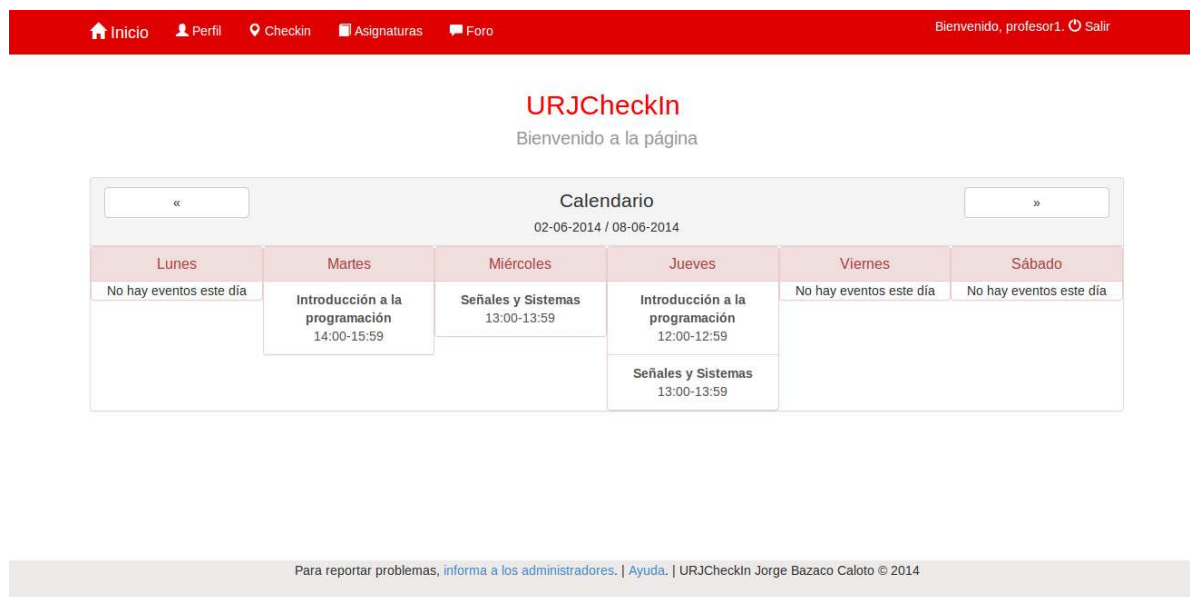 Inicio Perfil Checkin Asignaturas Foro Bienvenido, profesor1. Salir
URJCheckIn
Bienvenido a la página
« Calendario »
02-06-2014 / 08-06-2014
Lunes Martes Miércoles Jueves Viernes Sábado
No hay eventos este día
Introducción a la
programación
14:00-15:59
Señales y Sistemas
13:00-13:59
Introducción a la
programación
12:00-12:59
Señales y Sistemas
13:00-13:59
No hay eventos este día
No hay eventos este día
Para reportar problemas, informa a los administradores. | Ayuda. | URJCheckIn Jorge Bazaco Caloto © 2014